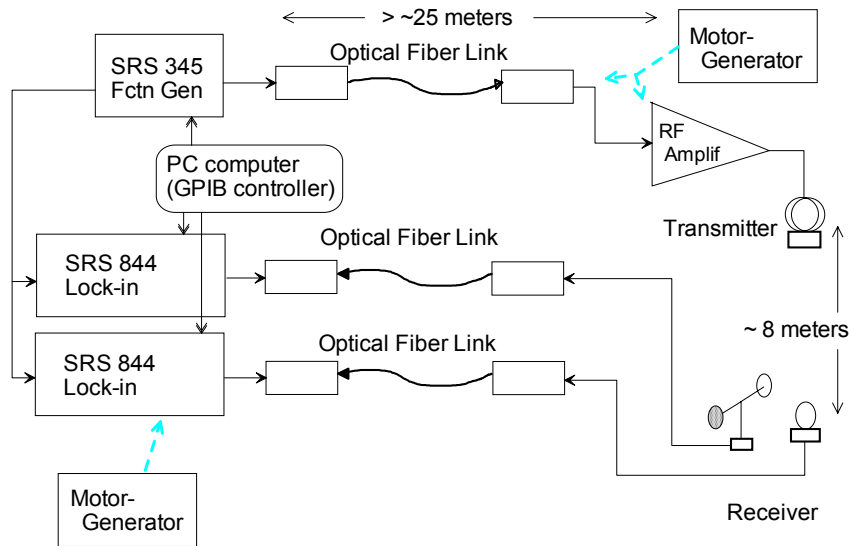 > ~25 meters
Optical Fiber Link
SRS 345
Fctn Gen
Motor-
Generator
RF
Amplif
PC computer
(GPIB controller)
Transmitter
SRS 844
Lock-in
Optical Fiber Link
~ 8 meters
SRS 844
Lock-in
Optical Fiber Link
Motor-
Generator
Receiver